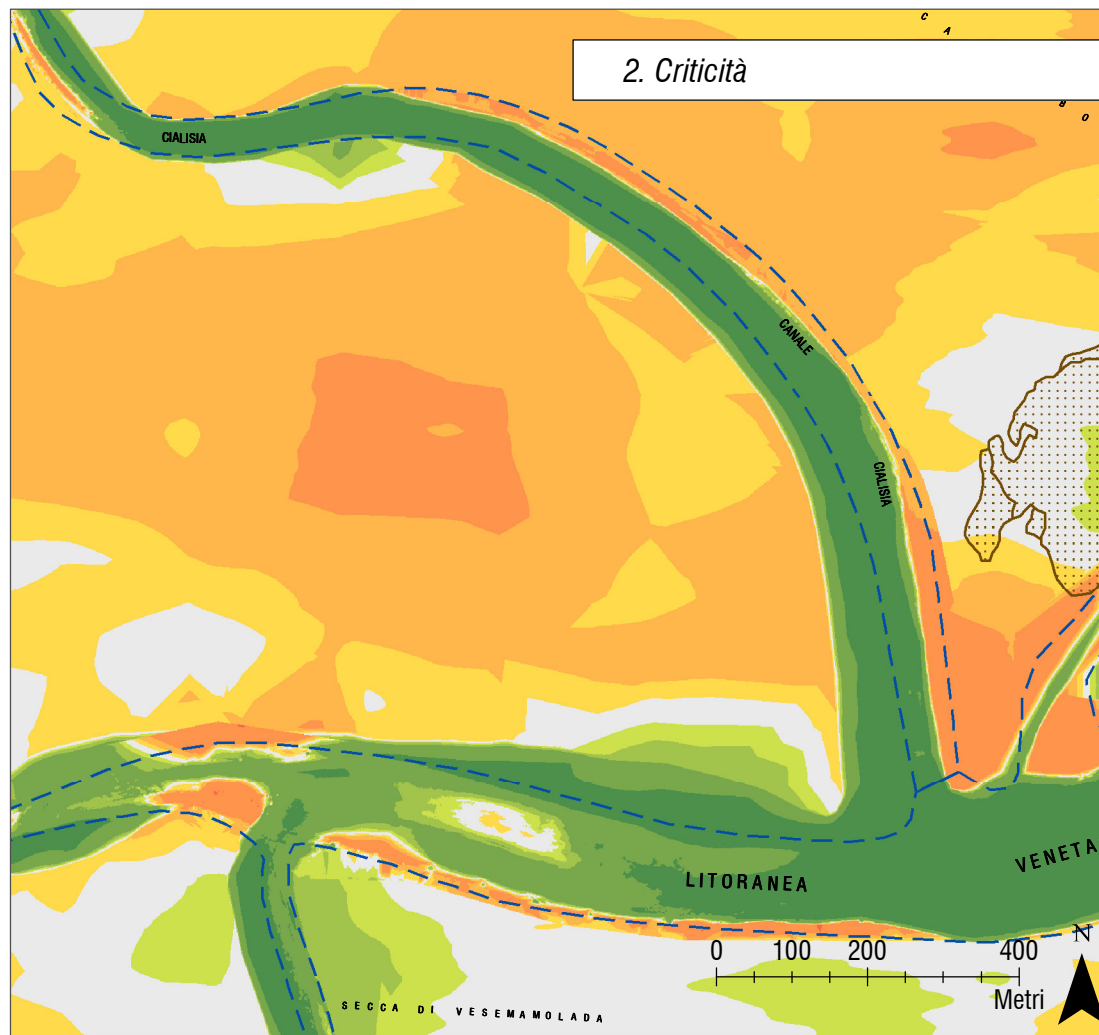 C
A
2. Criticità
B
O
CIALISIA
CANALE
CIALISIA
VENETA
LITORANEA
N
0 100 200 400
Metri
SECCA DI VESEMAMOLADA